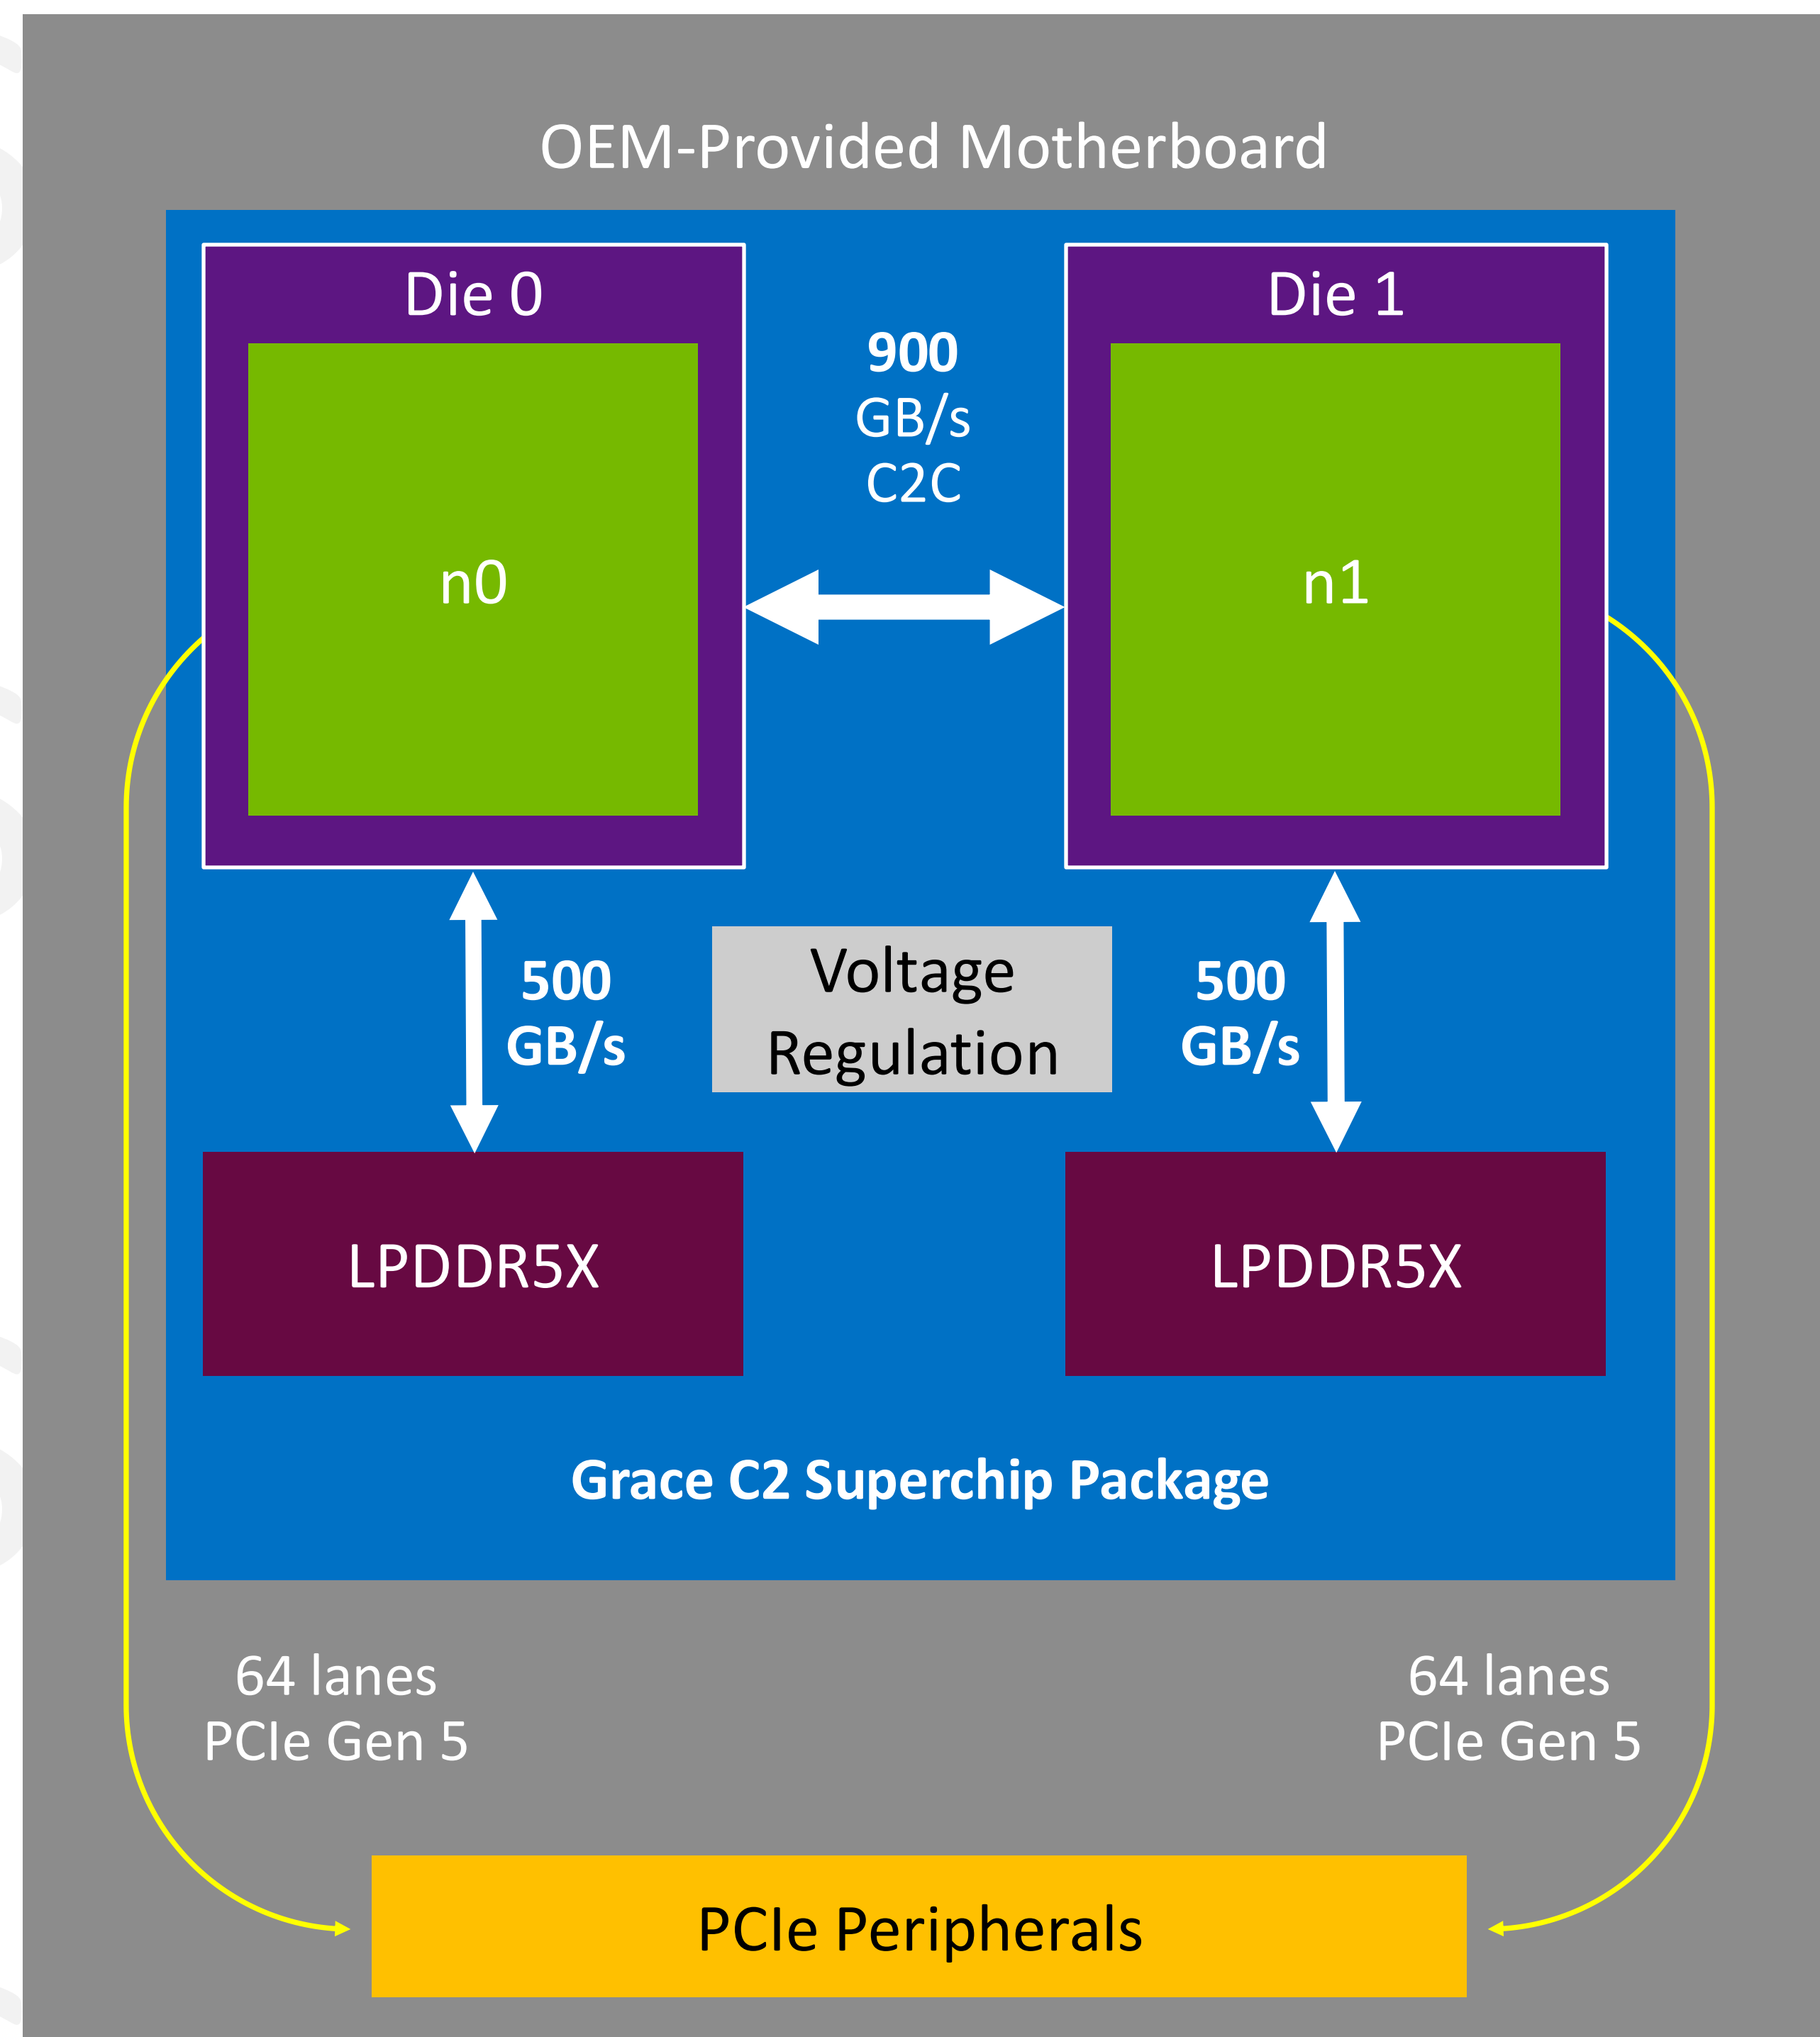 OEM-Provided Motherboard
Die 0
Die 1
900
GB/s
C2C
n0
n1
500
GB/s
Voltage
Regulation
500
GB/s
LPDDR5X
LPDDR5X
Grace C2 Superchip Package
64 lanes
PCIe Gen 5
64 lanes
PCIe Gen 5
PCIe Peripherals